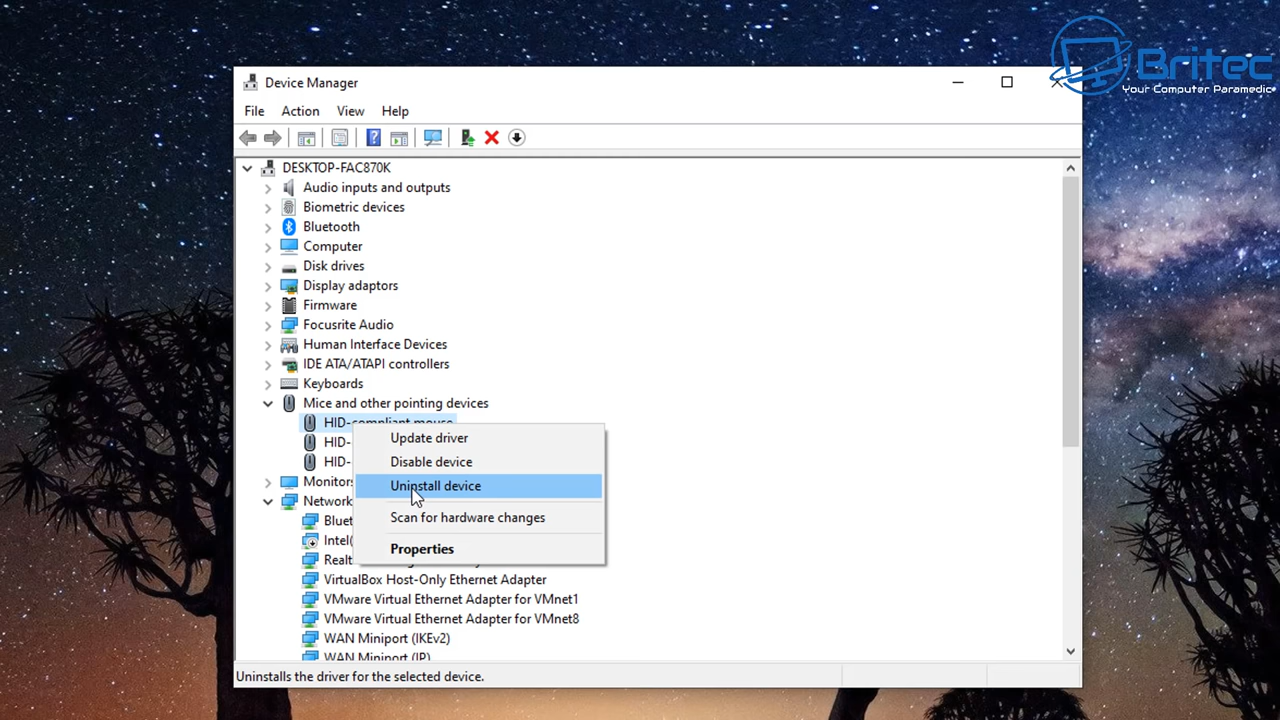 Britec
Your Computer Paramedic
Device Manager
File Action View Help
DESKTOP-FAC870K
Audio inputs and outputs
Biometric devices
Bluetooth
Computer
Disk drives
Display adaptors
Firmware
Focusrite Audio
Human Interface Devices
IDE ATA/ATAPI controllers
Keyboards
Mice and other pointing devices
HID-compliant mouse
Update driver
HID-
Disable device
HID-
Uninstall device
Monitors
Network
Scan for hardware changes
Bluet
Intel(
Properties
Realt
VirtualBox Host-Only Ethernet Adapter
VMware Virtual Ethernet Adapter for VMnet1
VMware Virtual Ethernet Adapter for VMnet8
WAN Miniport (IKEv2)
WAN Miniport (IP)
Uninstalls the driver for the selected device.